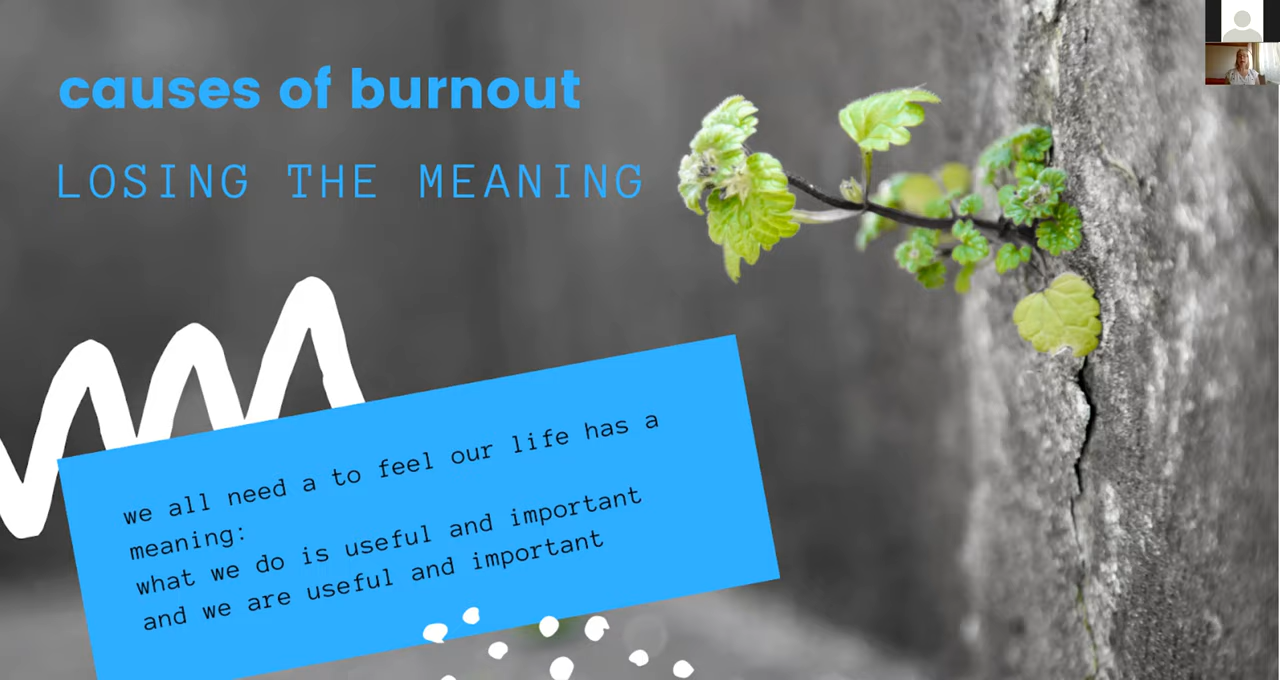 causes of burnout
LOSING THE MEANING
we all need a to feel our life has a
meaning:
what we do is useful and important
and we are useful and important